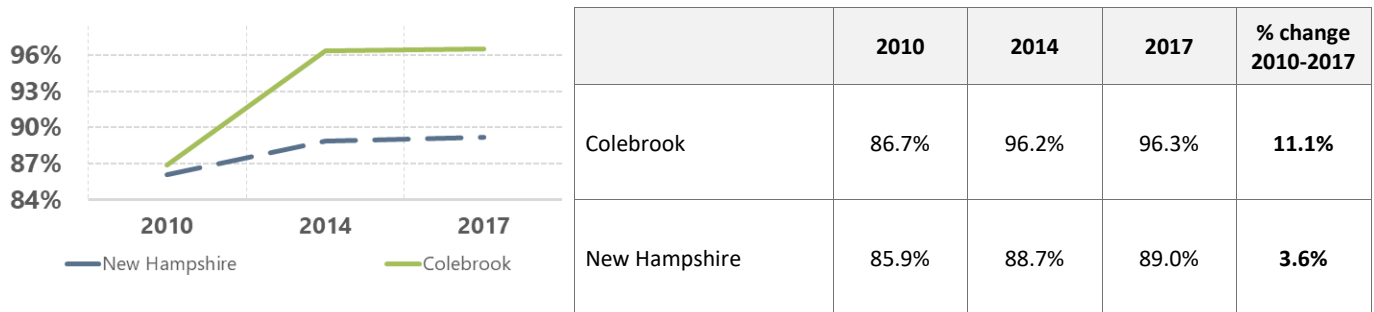 96%
93%
90%
87%
84%
2010 2014 2017
New Hampshire Colebrook
2010 2014 2017 % change
2010-2017
Colebrook 86.7% 96.2% 96.3% 11.1%
New Hampshire 85.9% 88.7% 89.0% 3.6%